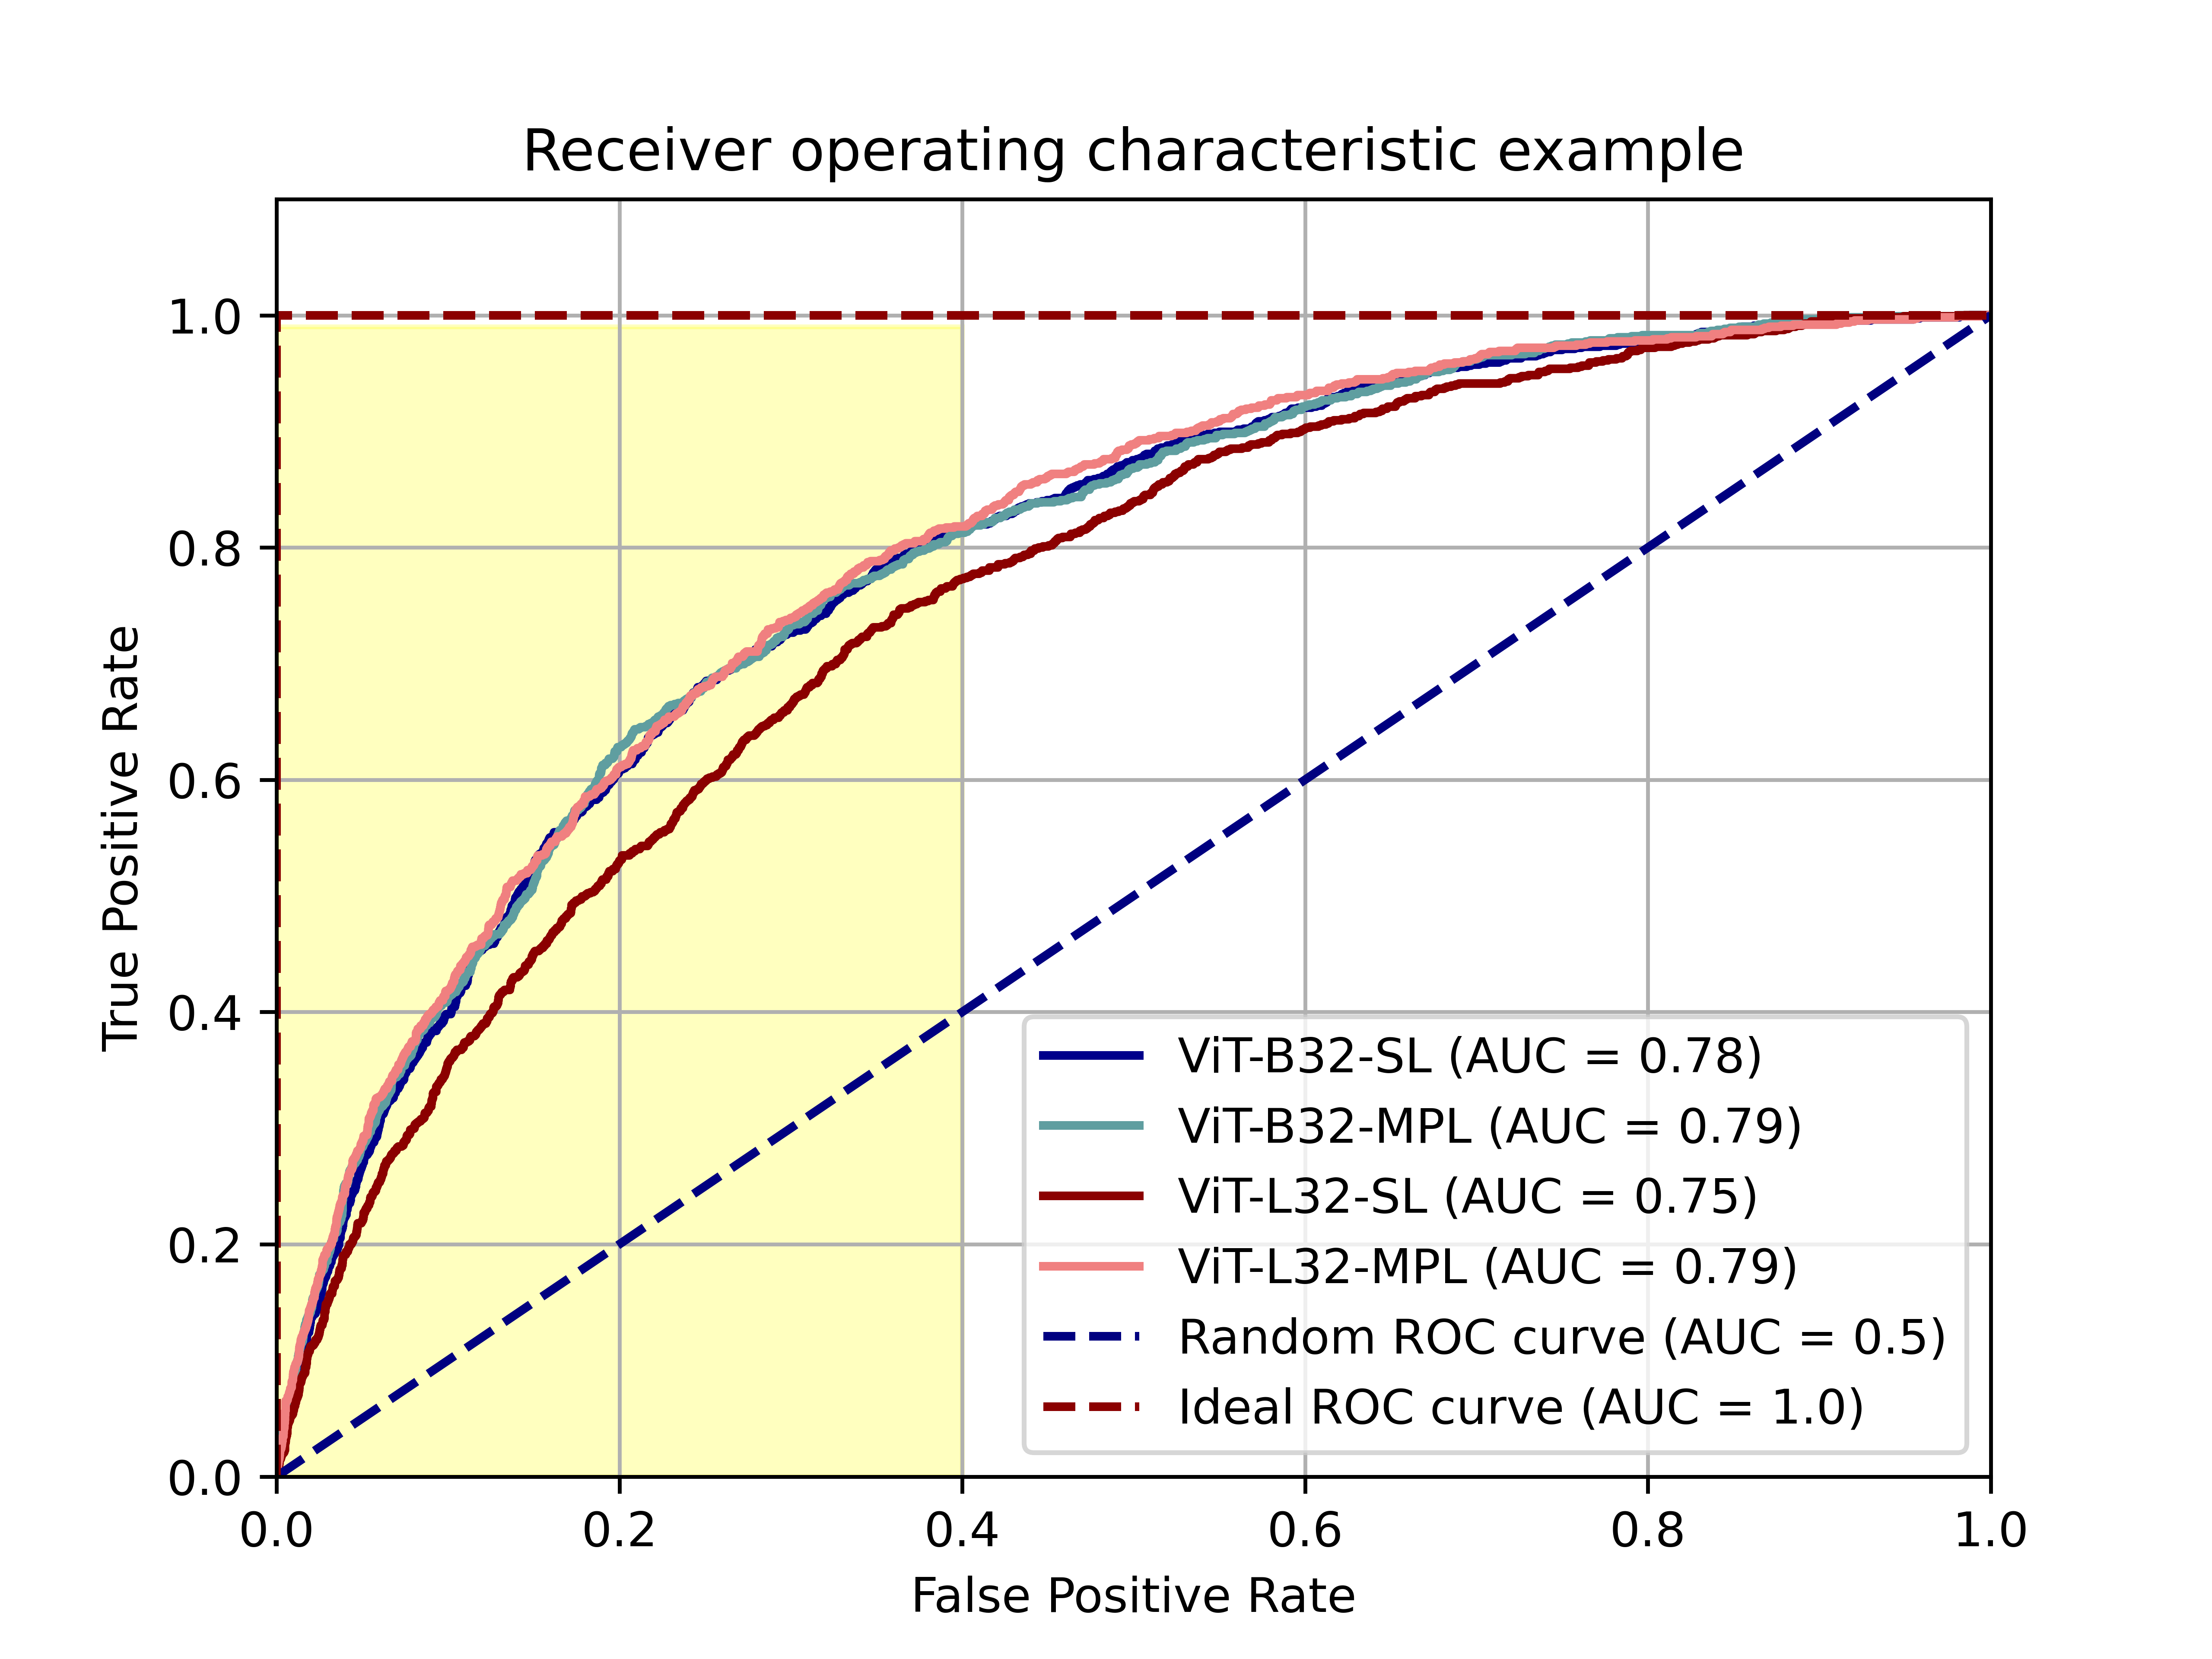 Receiver operating characteristic example
1.0
0.8
0.6
0.4
0.2
0.0
True Positive Rate
ViT-B32-SL (AUC = 0.78)
ViT-B32-MPL (AUC = 0.79)
ViT-L32-SL (AUC = 0.75)
ViT-L32-MPL (AUC = 0.79)
Random ROC curve (AUC = 0.5)
Ideal ROC curve (AUC = 1.0)
0.0 0.2 0.4 0.6 0.8 1.0
False Positive Rate